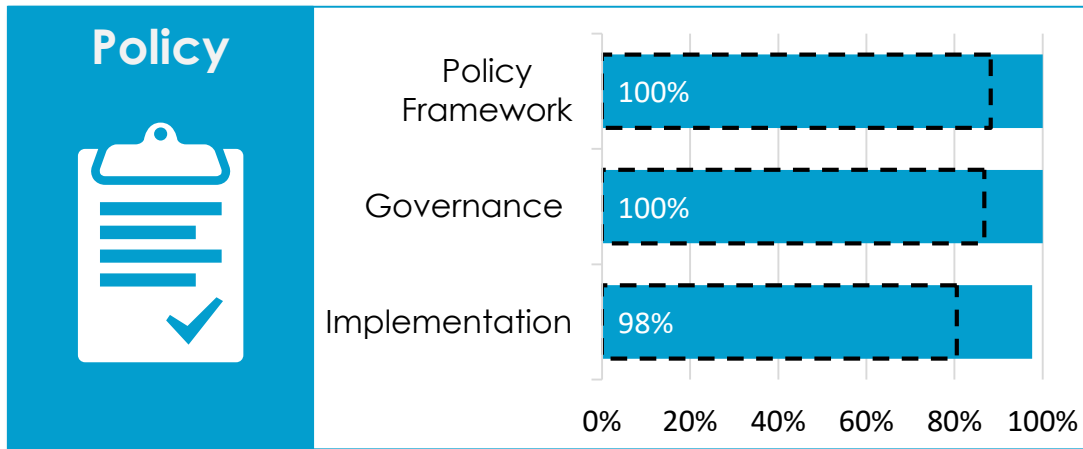 Policy
Policy
Framework
100%
Governance
100%
Implementation
98%
0%
20%
40%
60%
80%
100%